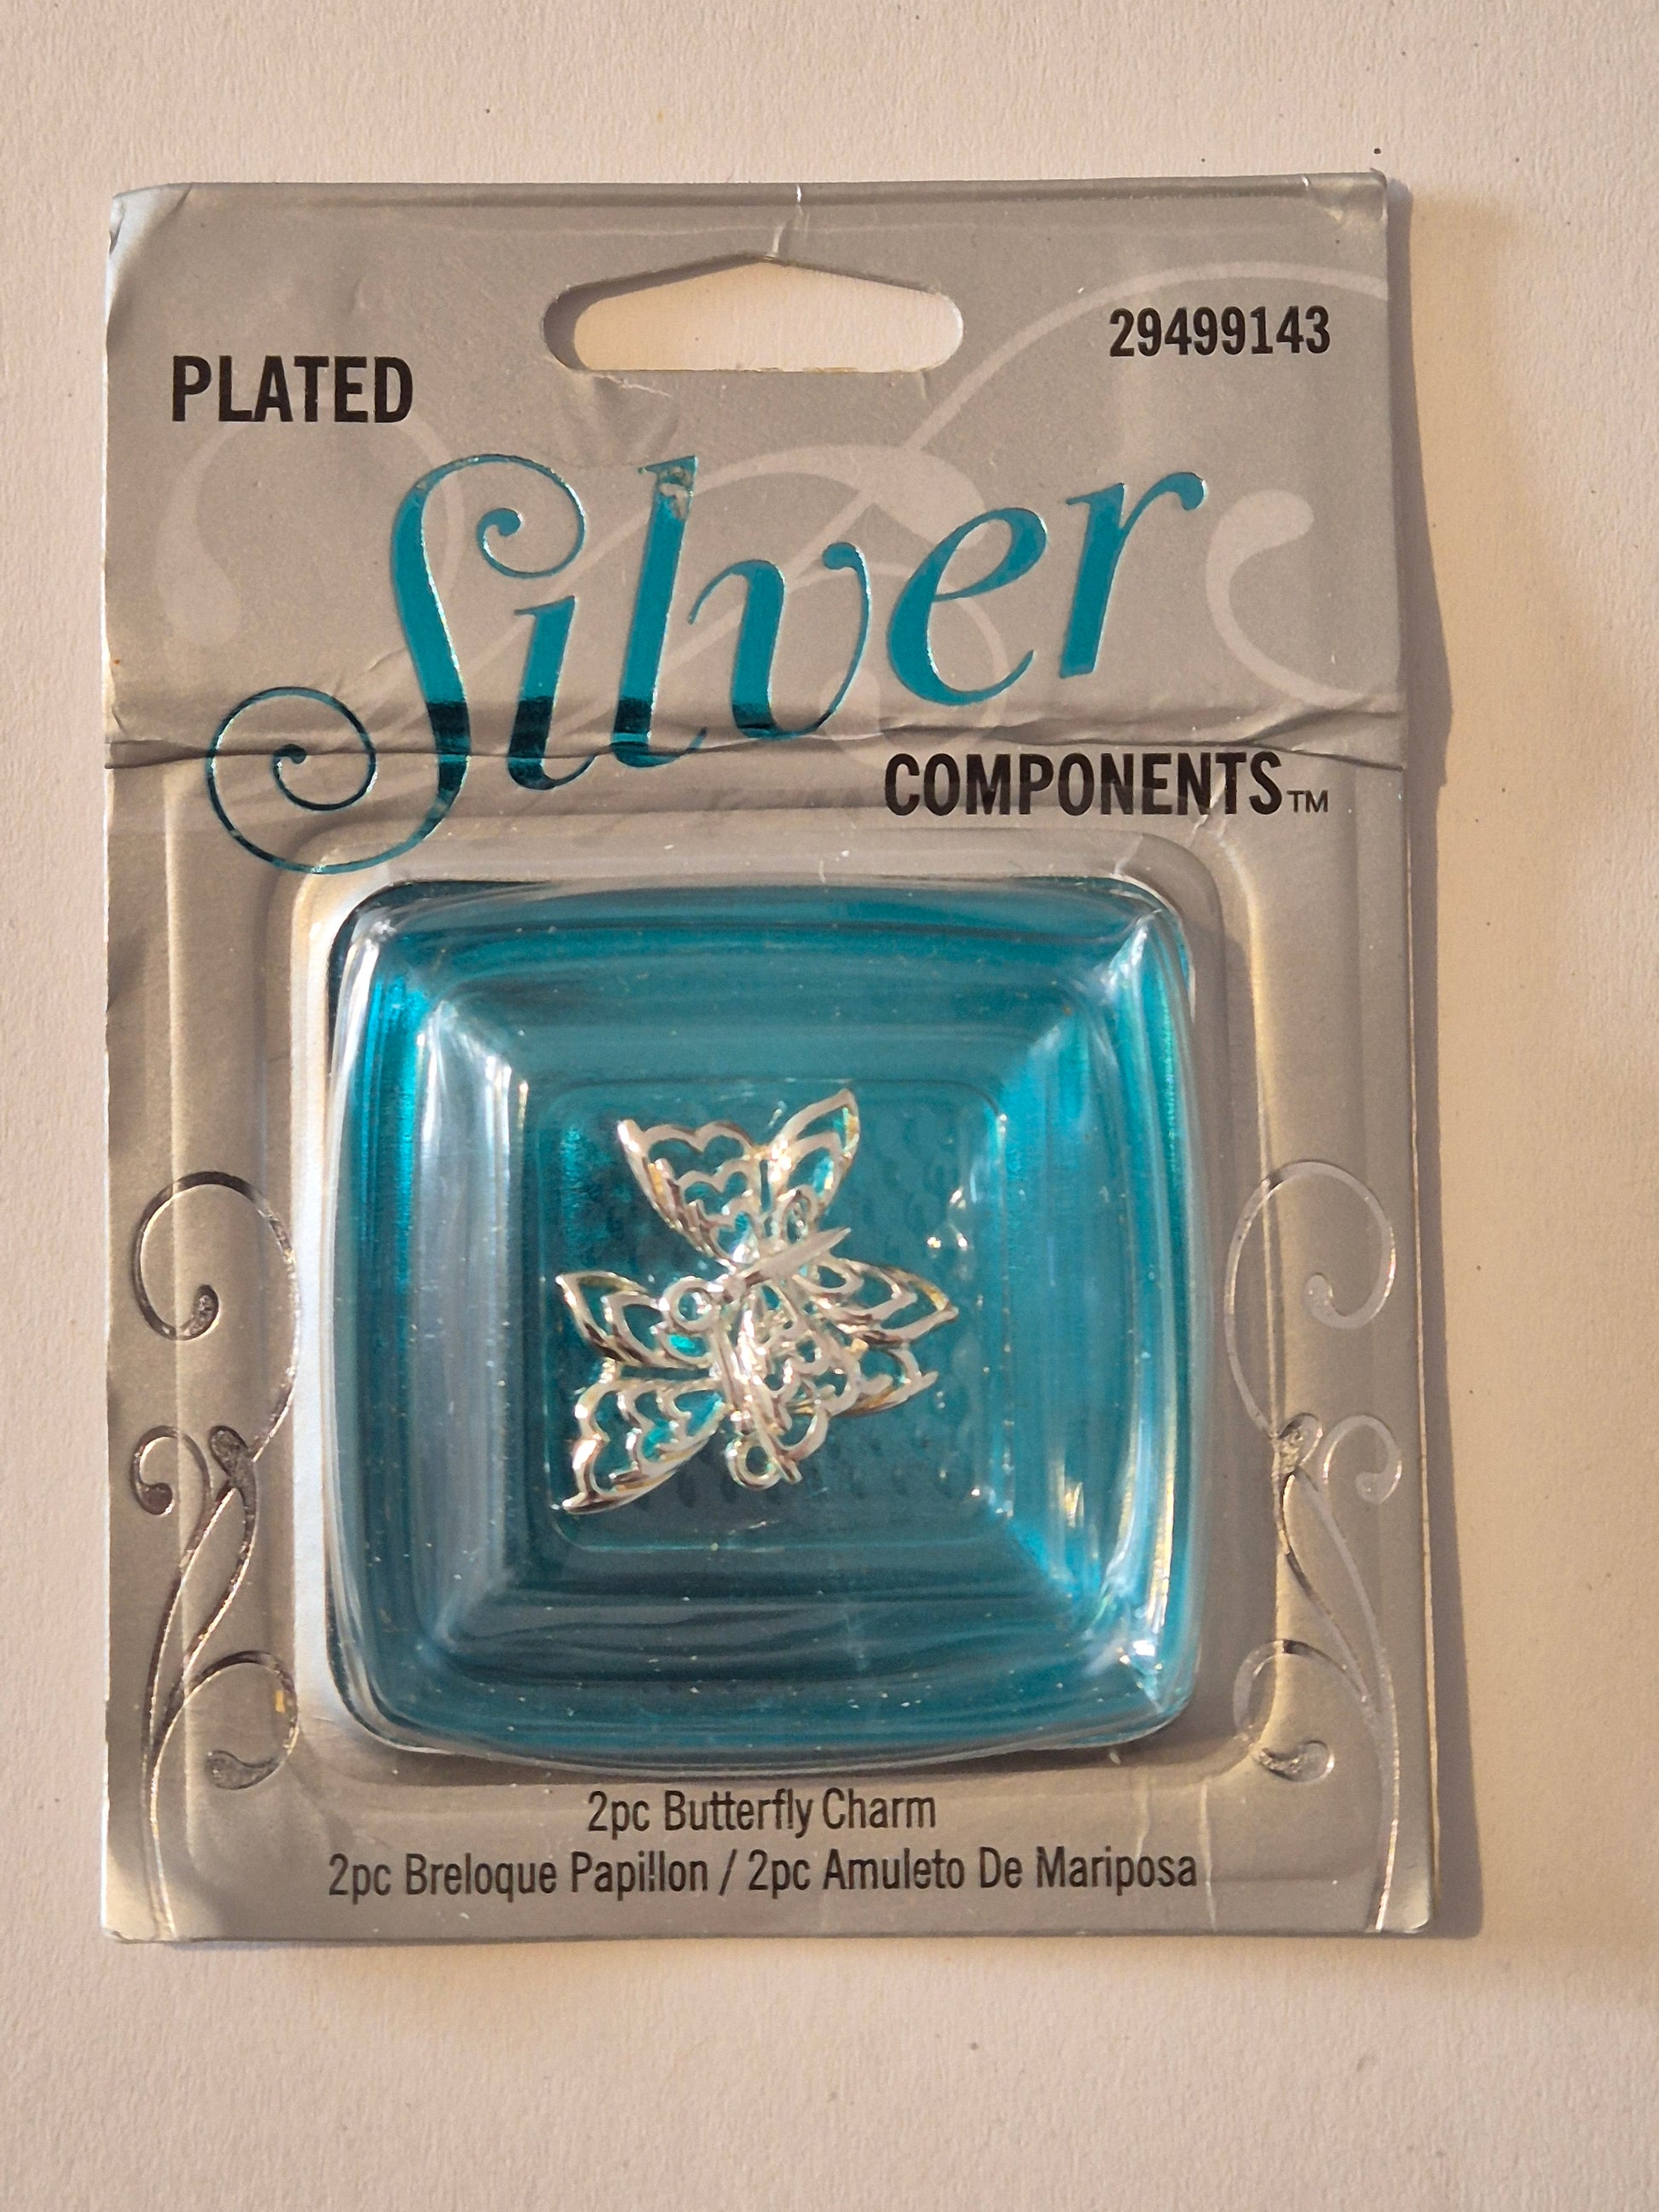 29499143
PLATED
Silver
COMPONENTS™
2pc Butterfly Charm
2pc Breloque Papillon / 2pc Amuleto De Mariposa